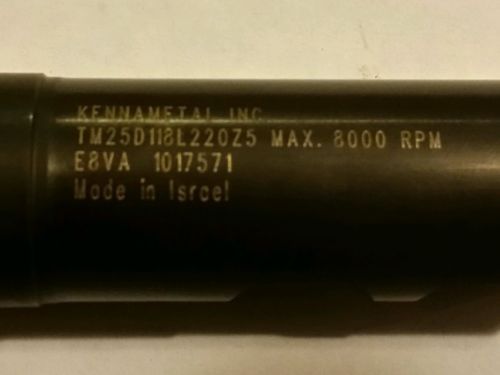 KENNAMETAL INC
TM25D118L220Z5 MAX. 8000 RPM
E8VA 1017571
Made in Israel